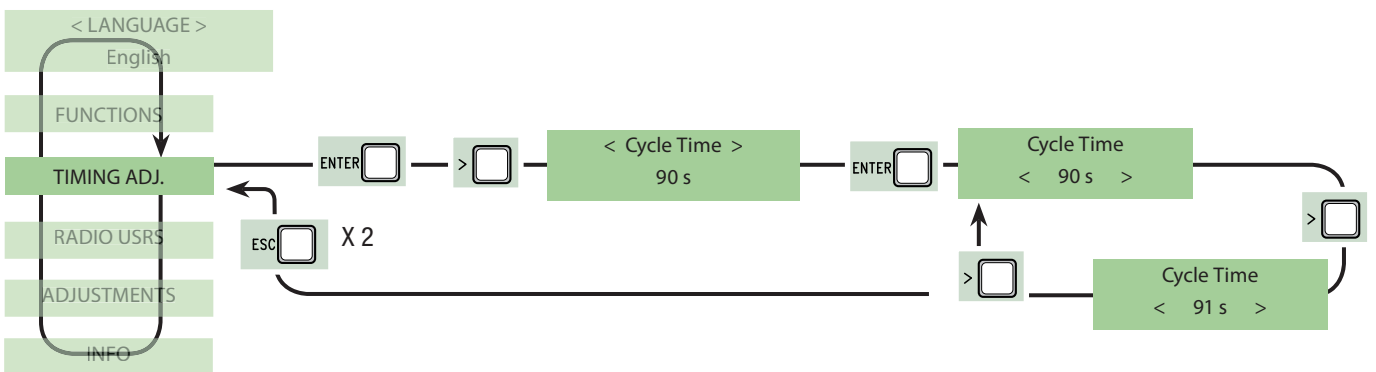 < LANGUAGE >
English
FUNCTIONS
TIMING ADJ.
RADIO USRS
ADJUSTMENTS
INFO
ENTER
>
< Cycle Time >
90 s
ENTER
Cycle Time
< 90 s >
>
Cycle Time
< 91 s >
>
ESC
X 2